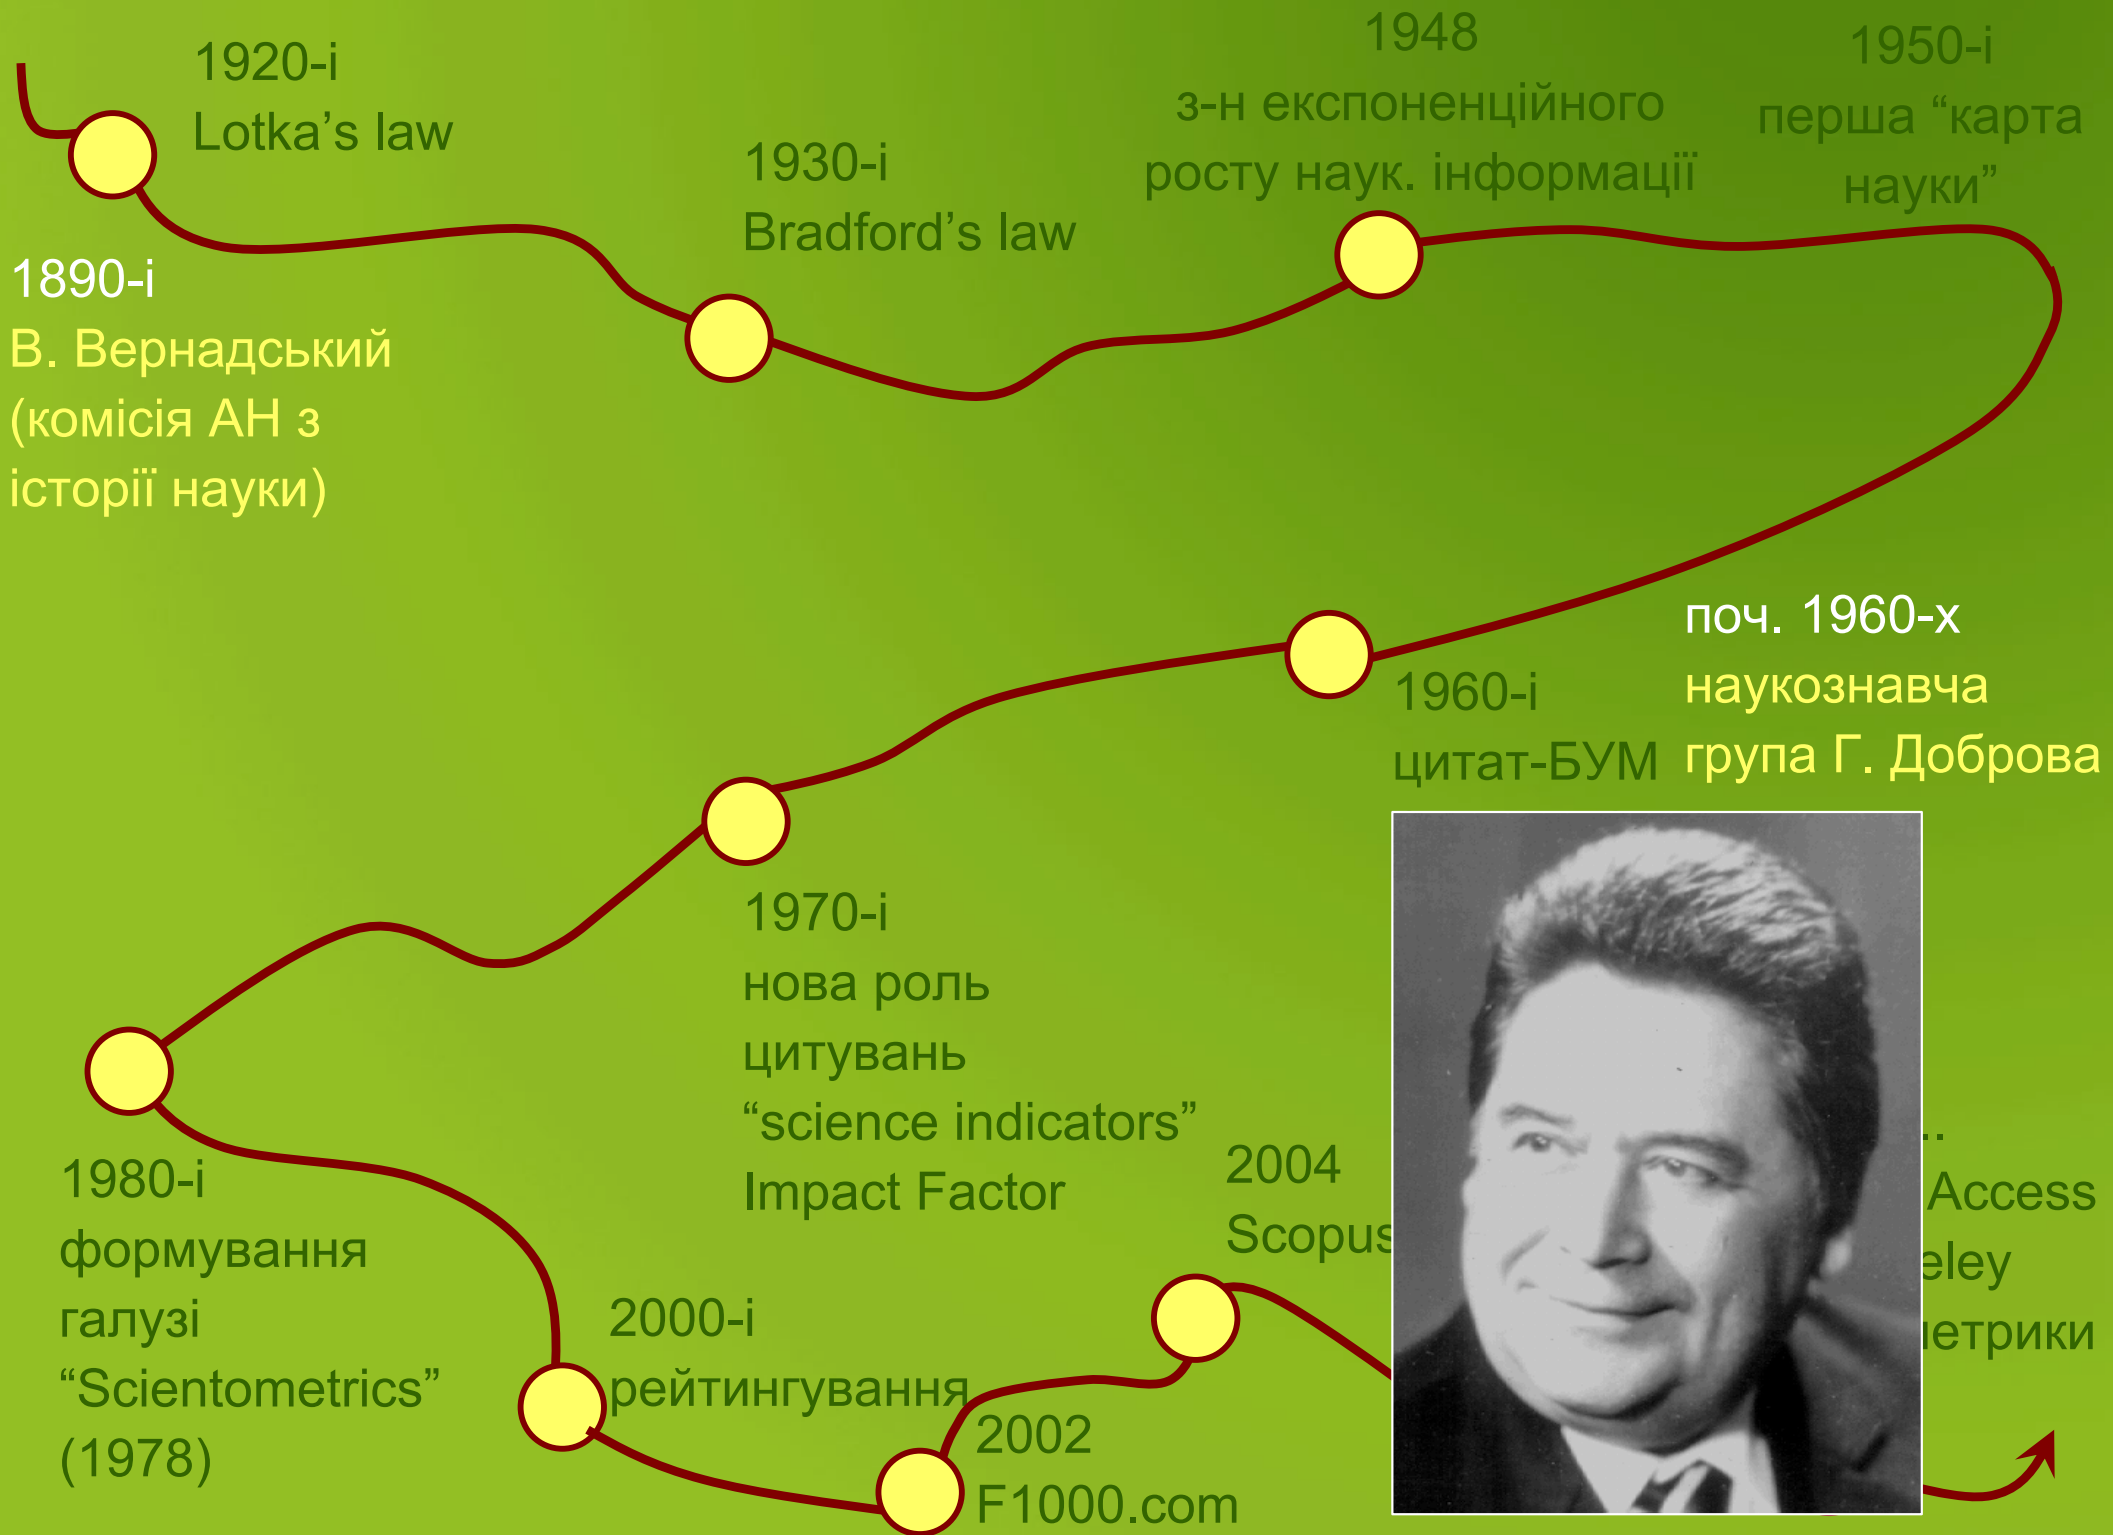 1920-і
Lotka’s law
1930-і
Bradford’s law
1948
з-н експоненційного
росту наук. інформації
1950-і
перша “карта
науки”
1890-і
В. Вернадський
(комісія АН з
історії науки)
поч. 1960-х
наукознавча
група Г. Доброва
1960-і
цитат-БУМ
1970-і
нова роль
цитувань
“science indicators”
Impact Factor
1980-і
формування
галузі
“Scientometrics”
(1978)
2000-і
рейтингування
2002
F1000.com
2004
Scopus
Access